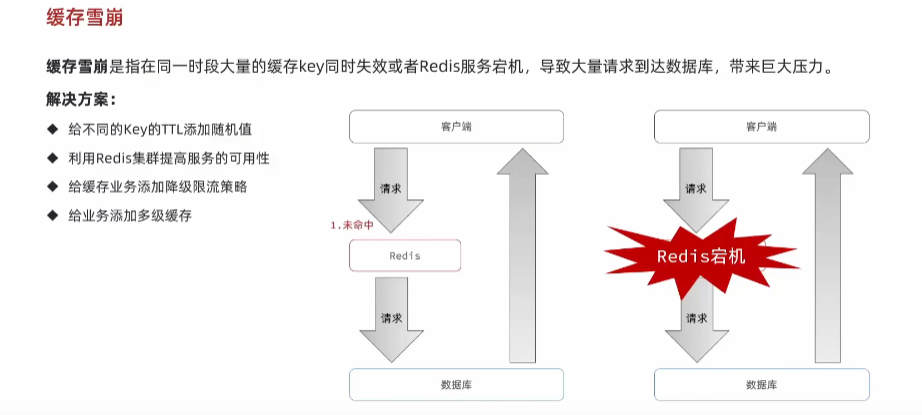 缓存雪崩
缓存雪崩是指在同一时段大量的缓存key同时失效或者Redis服务宕机，导致大量请求到达数据库，带来巨大压力。
解决方案：
◆ 给不同的Key的TTL添加随机值
◆ 利用Redis集群提高服务的可用性
◆ 给缓存业务添加降级限流策略
◆ 给业务添加多级缓存
客户端
请求
1.未命中
Redis
请求
数据库
客户端
请求
Redis宕机
请求
数据库